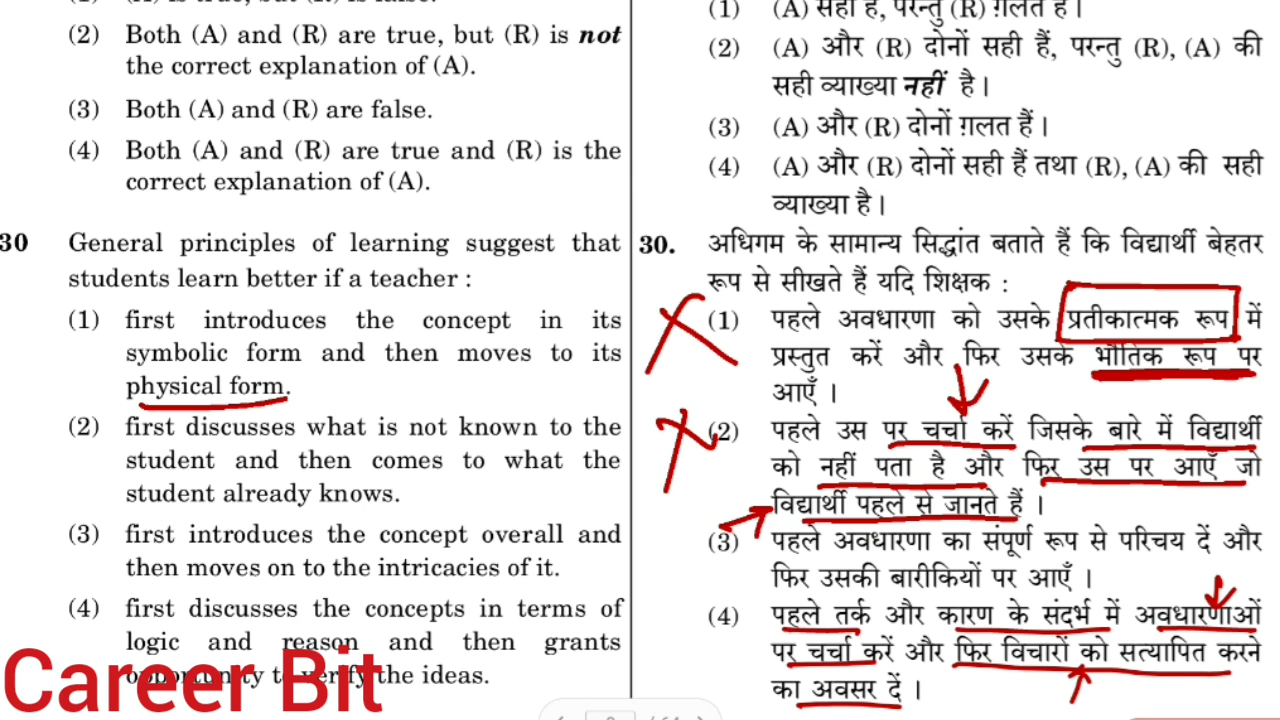 (2) Both (A) and (R) are true, but (R) is not
the correct explanation of (A).
(3) Both (A) and (R) are false.
(4) Both (A) and (R) are true and (R) is the
correct explanation of (A).
30 General principles of learning suggest that
students learn better if a teacher :
(1) first introduces the concept in its
symbolic form and then moves to its
physical form.
(2) first discusses what is not known to the
student and then comes to what the
student already knows.
(3) first introduces the concept overall and
then moves on to the intricacies of it.
(4) first discusses the concepts in terms of
logic and reason and then grants
opportunity to verify the ideas.
(1) (A) सही है, परन्तु (R) ग़लत है।
(2) (A) और (R) दोनों सही हैं, परन्तु (R), (A) की
सही व्याख्या नहीं है।
(3) (A) और (R) दोनों ग़लत हैं।
(4) (A) और (R) दोनों सही हैं तथा (R), (A) की सही
व्याख्या है।
30. अधिगम के सामान्य सिद्धांत बताते हैं कि विद्यार्थी बेहतर
रूप से सीखते हैं यदि शिक्षक :
(1) पहले अवधारणा को उसके प्रतीकात्मक रूप में
प्रस्तुत करें और फिर उसके भौतिक रूप पर
आएँ ।
(2) पहले उस पर चर्चा करें जिसके बारे में विद्यार्थी
को नहीं पता है और फिर उस पर आएँ जो
विद्यार्थी पहले से जानते हैं ।
(3) पहले अवधारणा का संपूर्ण रूप से परिचय दें और
फिर उसकी बारीकियों पर आएँ ।
(4) पहले तर्क और कारण के संदर्भ में अवधारणाओं
पर चर्चा करें और फिर विचारों को सत्यापित करने
का अवसर दें ।
Career Bit